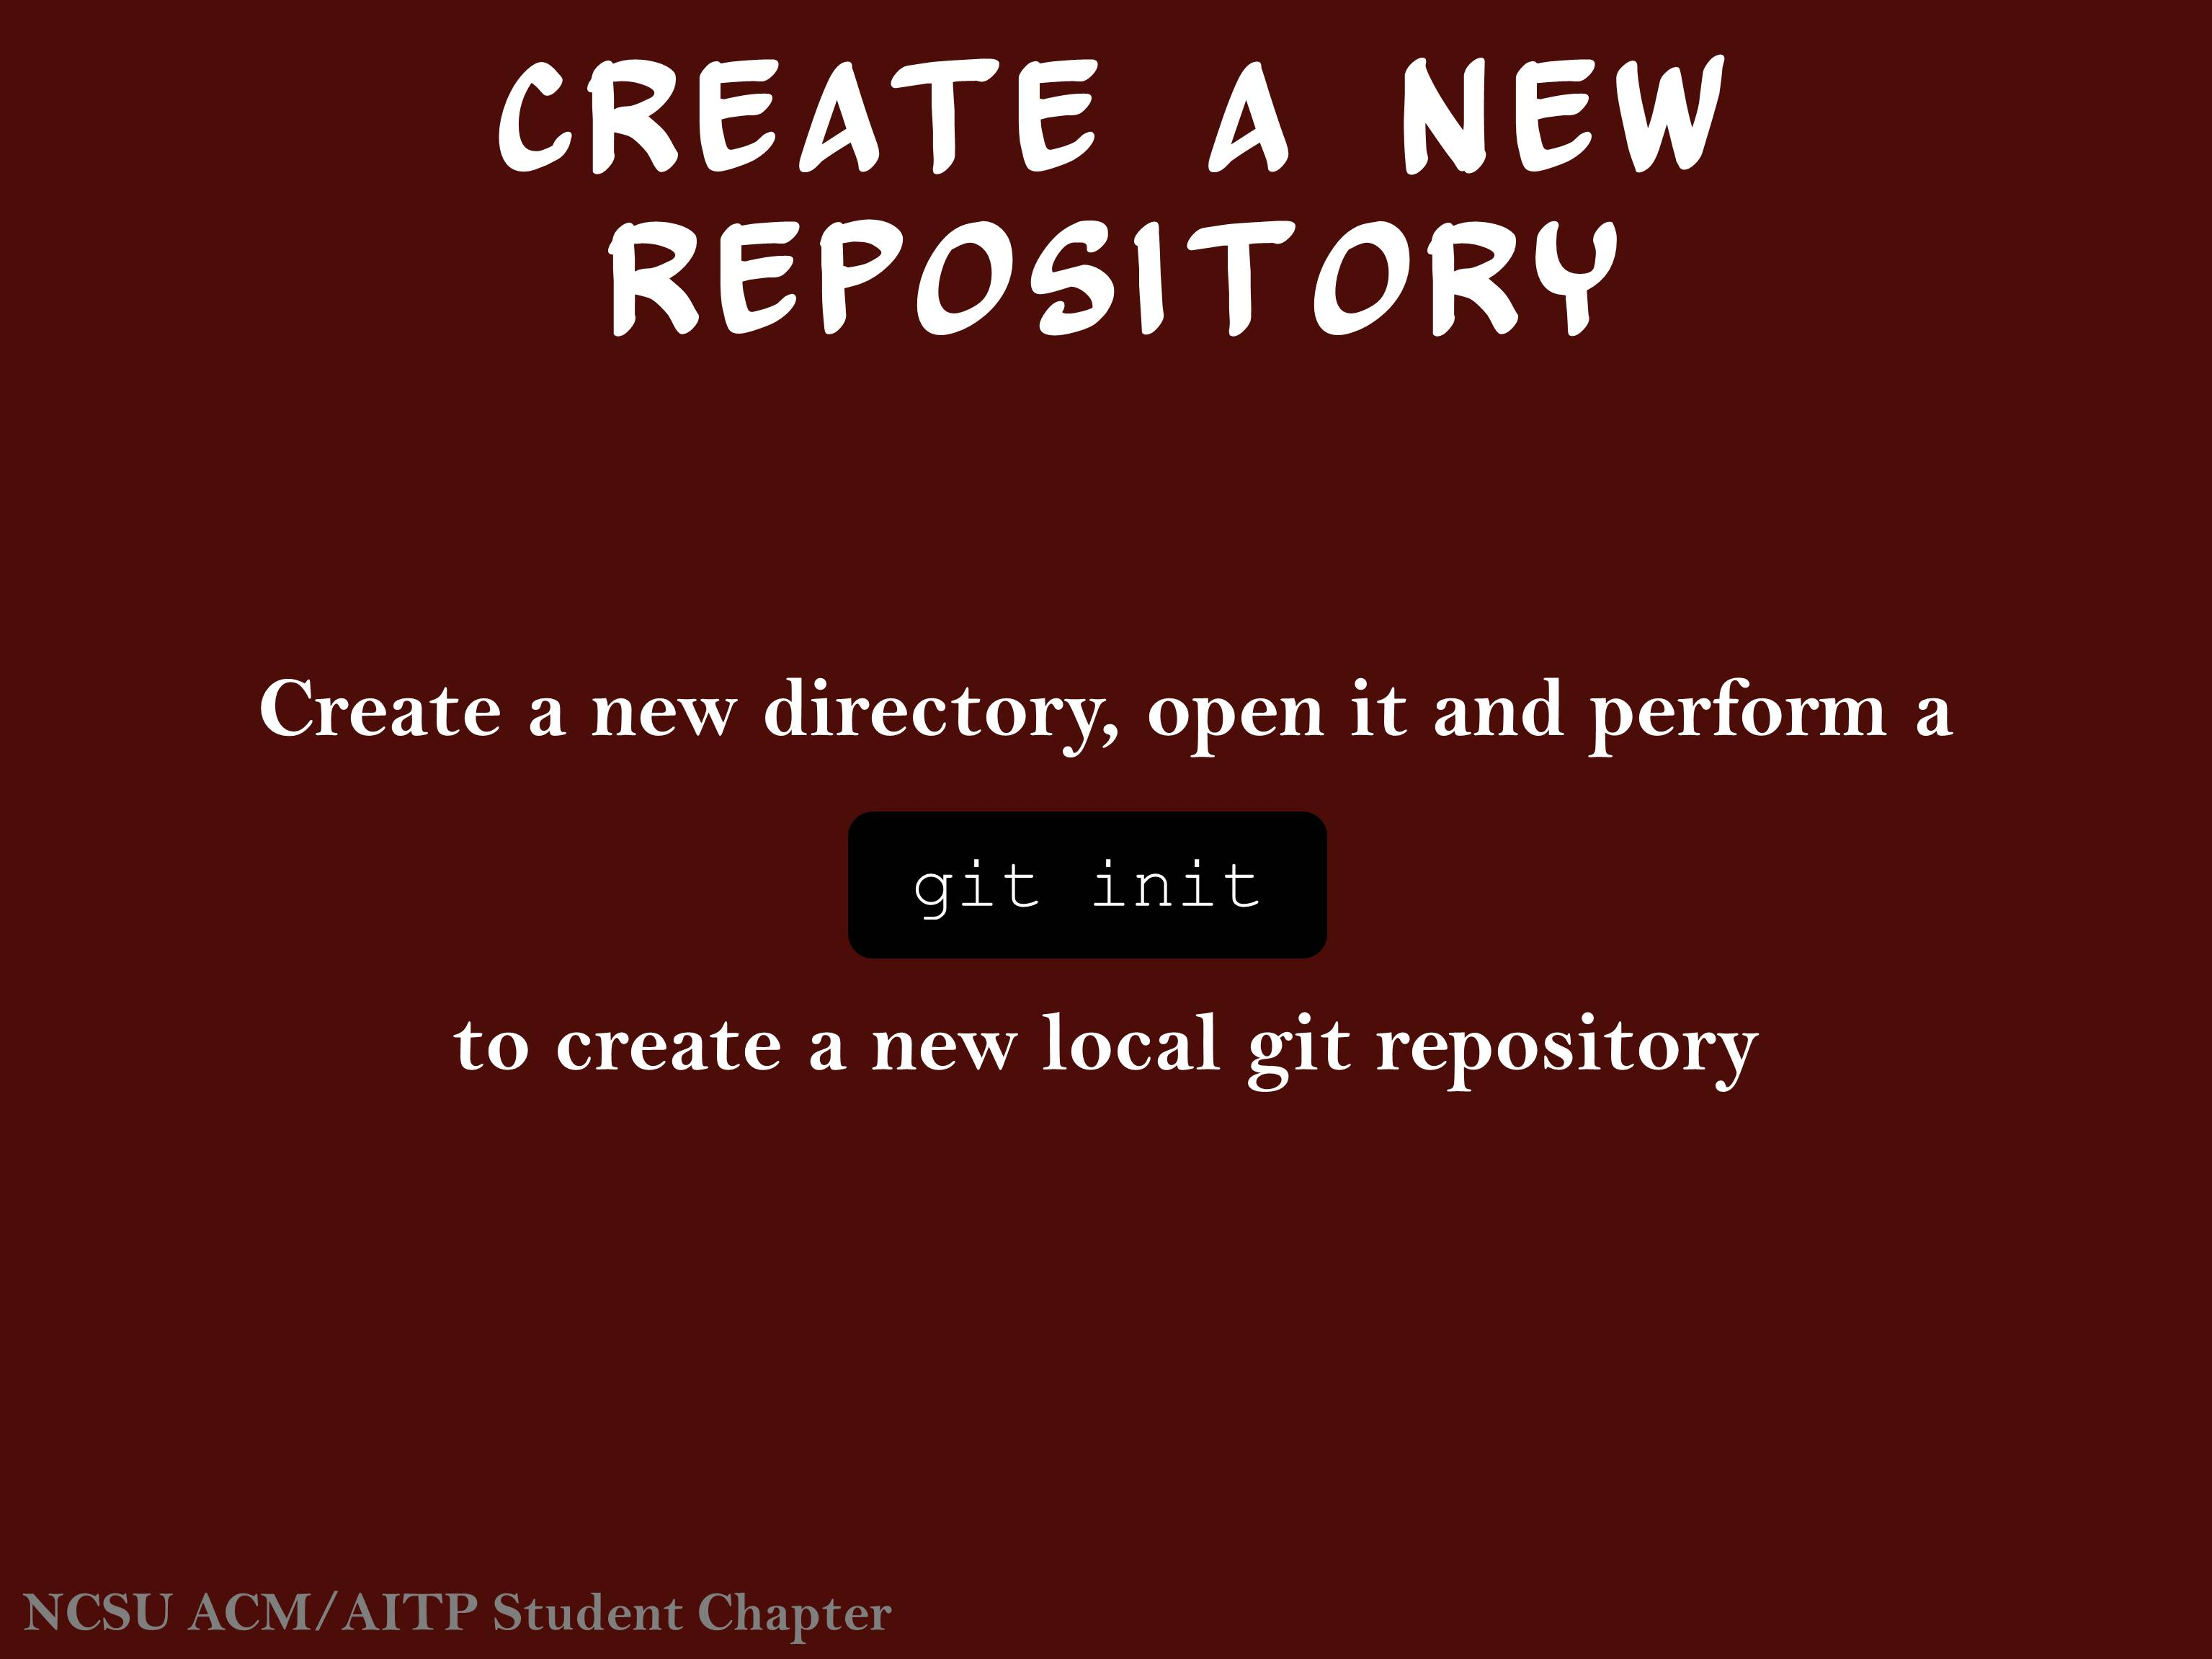 CREATE A NEW
REPOSITORY
Create a new directory, open it and perform a
git init
to create a new local git repository
NCSU ACM/AITP Student Chapter